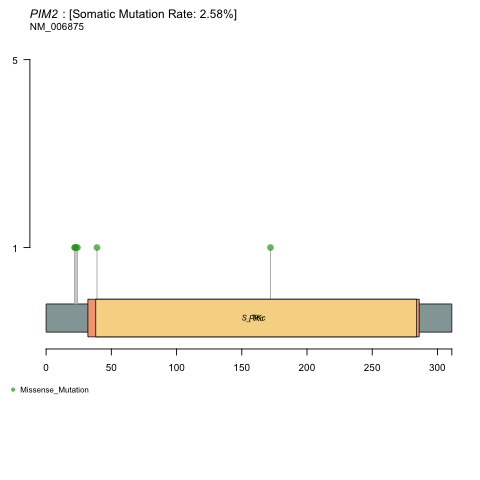 PIM2 : [Somatic Mutation Rate: 2.58%]
NM_006875
5
1
0 50 100 150 200 250 300
Missense_Mutation